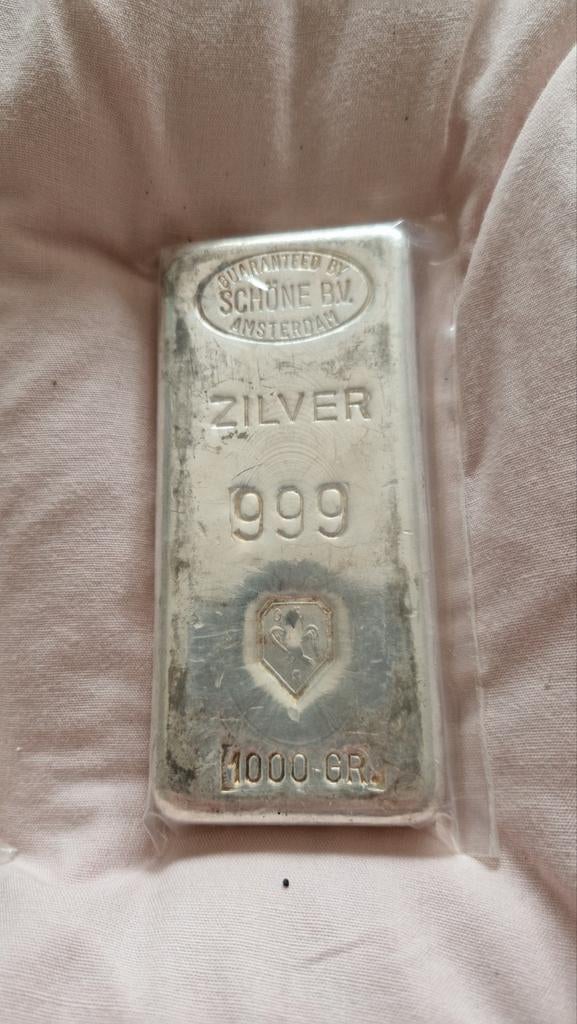 GUARANTEED BY
SCHÖNE B.V.
AMSTERDAM
ZILVER
999
1000 GR.